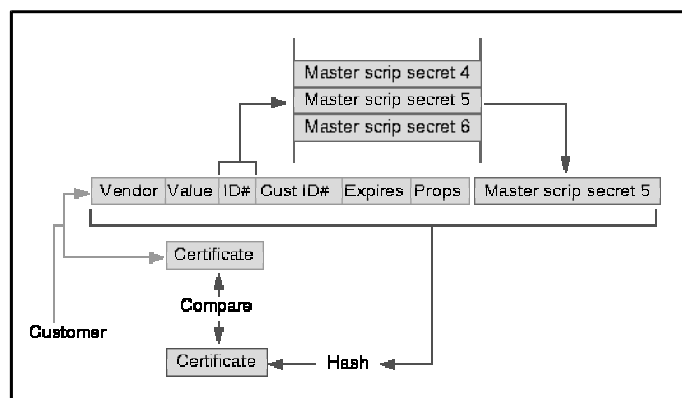 Master scrip secret 4
Master scrip secret 5
Master scrip secret 6
Vendor Value ID# Cust ID# Expires Props Master scrip secret 5
Certificate
Compare
Customer
Certificate Hash